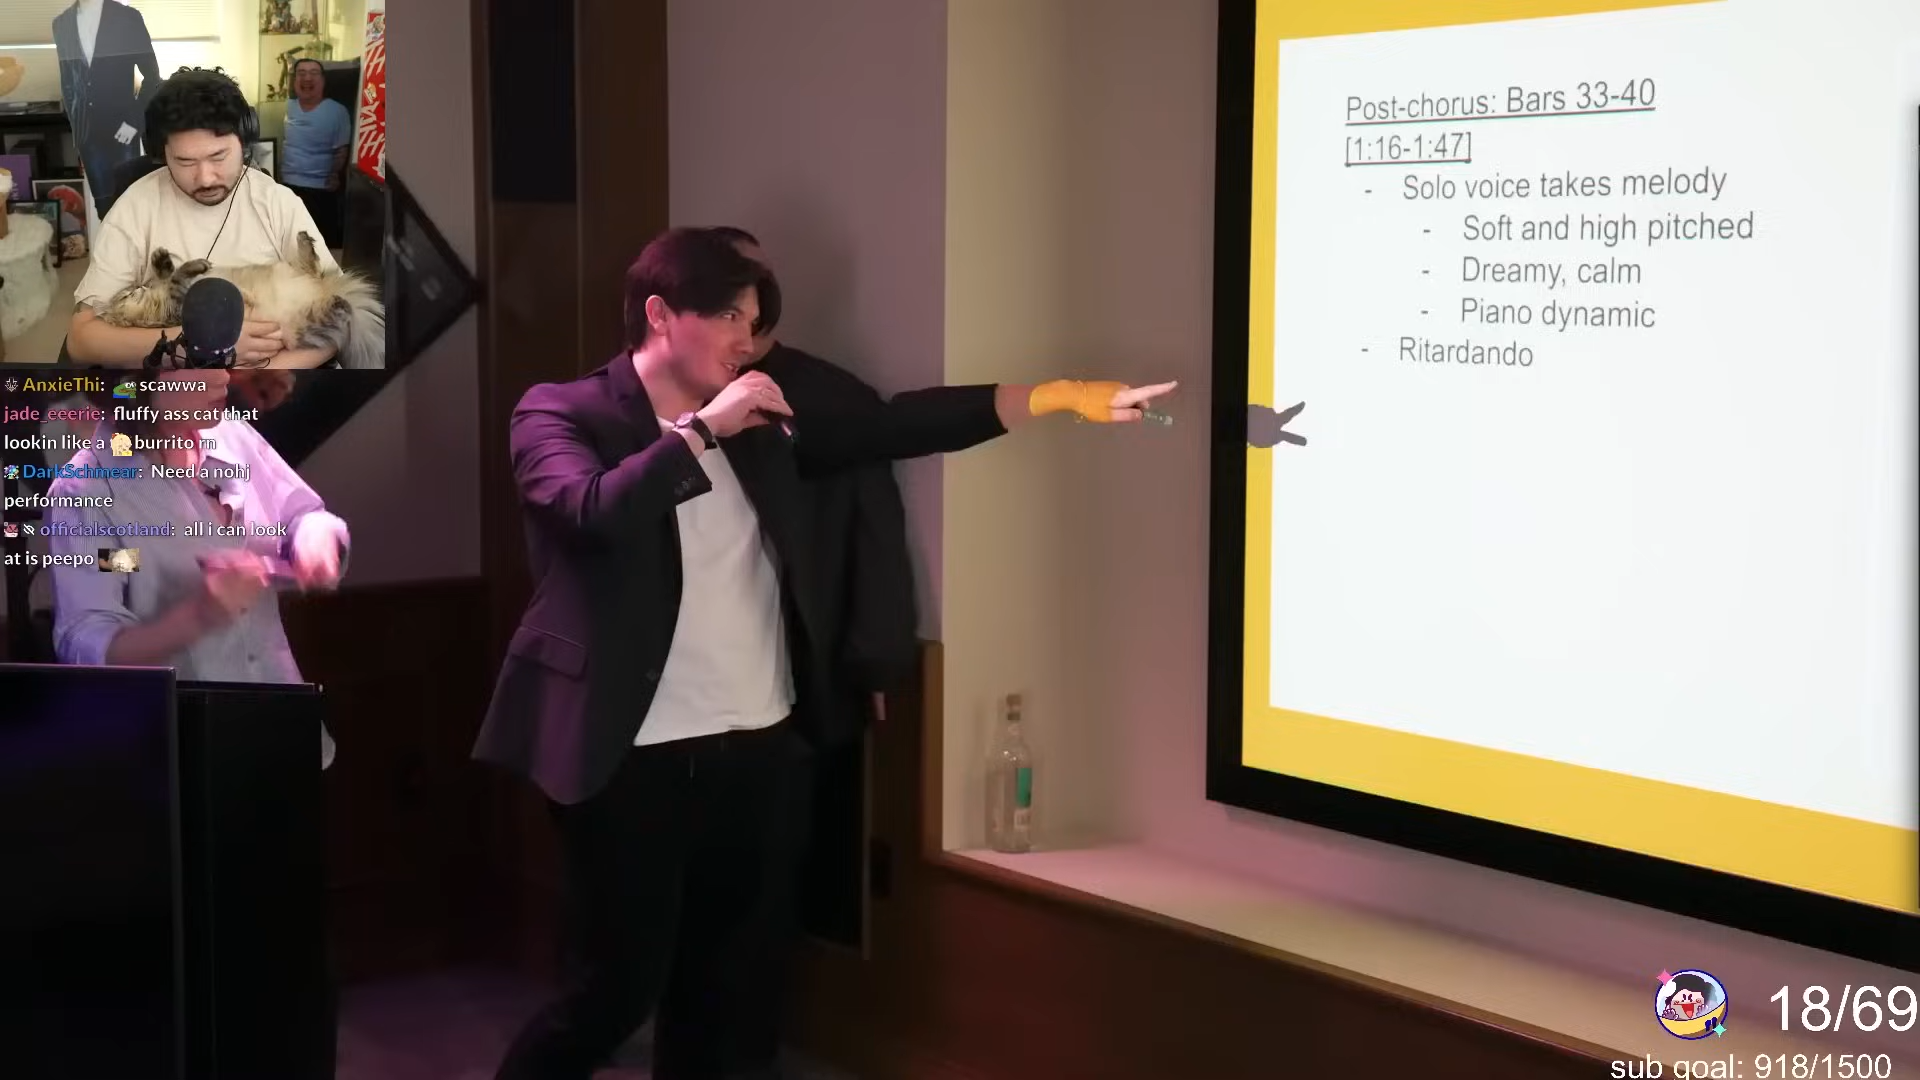 Post-chorus: Bars 33-40
[1:16-1:47]
- Solo voice takes melody
- Soft and high pitched
- Dreamy, calm
- Piano dynamic
- Ritardando
AnxieThi: scawwa
jade_eeerie: fluffy ass cat that
lookin like a burrito rn
DarkSchmear: Need a nohj
performance
officialscotland: all i can look
at is peepo
18/69
sub goal: 918/1500